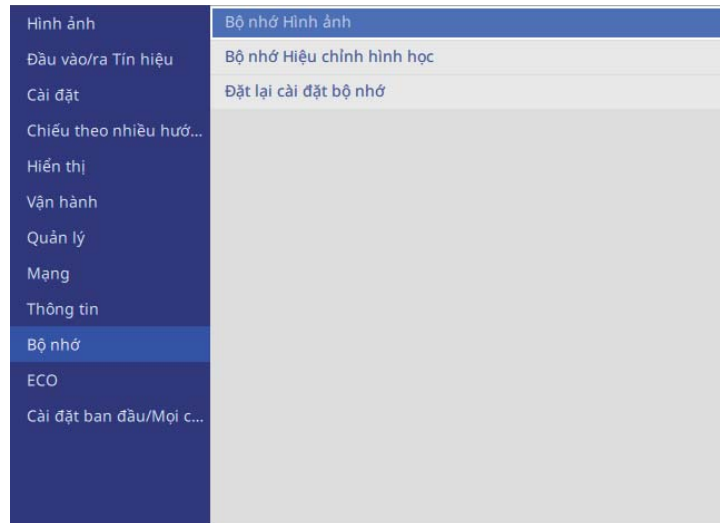 Hình ảnh
Đầu vào/ra Tín hiệu
Cài đặt
Chiếu theo nhiều hướ...
Hiển thị
Vận hành
Quản lý
Mạng
Thông tin
Bộ nhớ
ECO
Cài đặt ban đầu/Mọi c...
Bộ nhớ Hình ảnh
Bộ nhớ Hiệu chỉnh hình học
Đặt lại cài đặt bộ nhớ